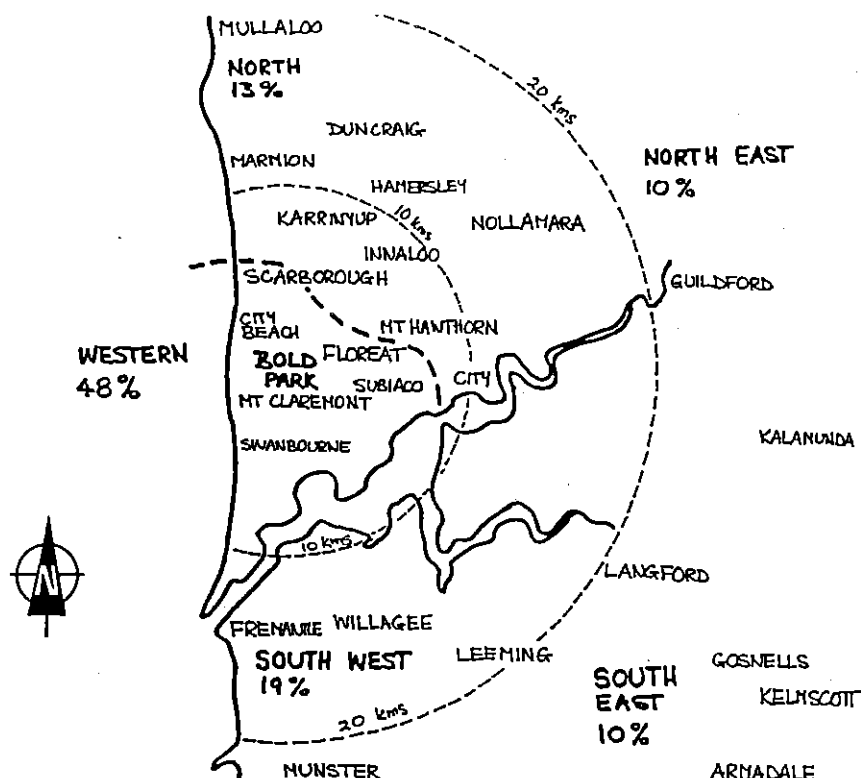 MULLALOO
NORTH
13%
20 kms
DUNCRAIG
MARMION
NORTH EAST
10%
HAMERSLEY
KARRINYUP
10 kms
NOLLAMARA
INNALOO
SCARBOROUGH
GUILDFORD
CITY
BEACH
MT HANTHORN
WESTERN
48%
BOLD
PARK
FLOREAT
SUBIACO
CITY
MT CLAREMONT
SWANBOURNE
KALAMUNDA
N
10 kms
LANGFORD
FREMANTLE
WILLAGEE
SOUTH WEST
19%
LEEMING
GOSNELLS
SOUTH
EAST
10%
KELMSCOTT
20 kms
MUNSTER
ARMADALE